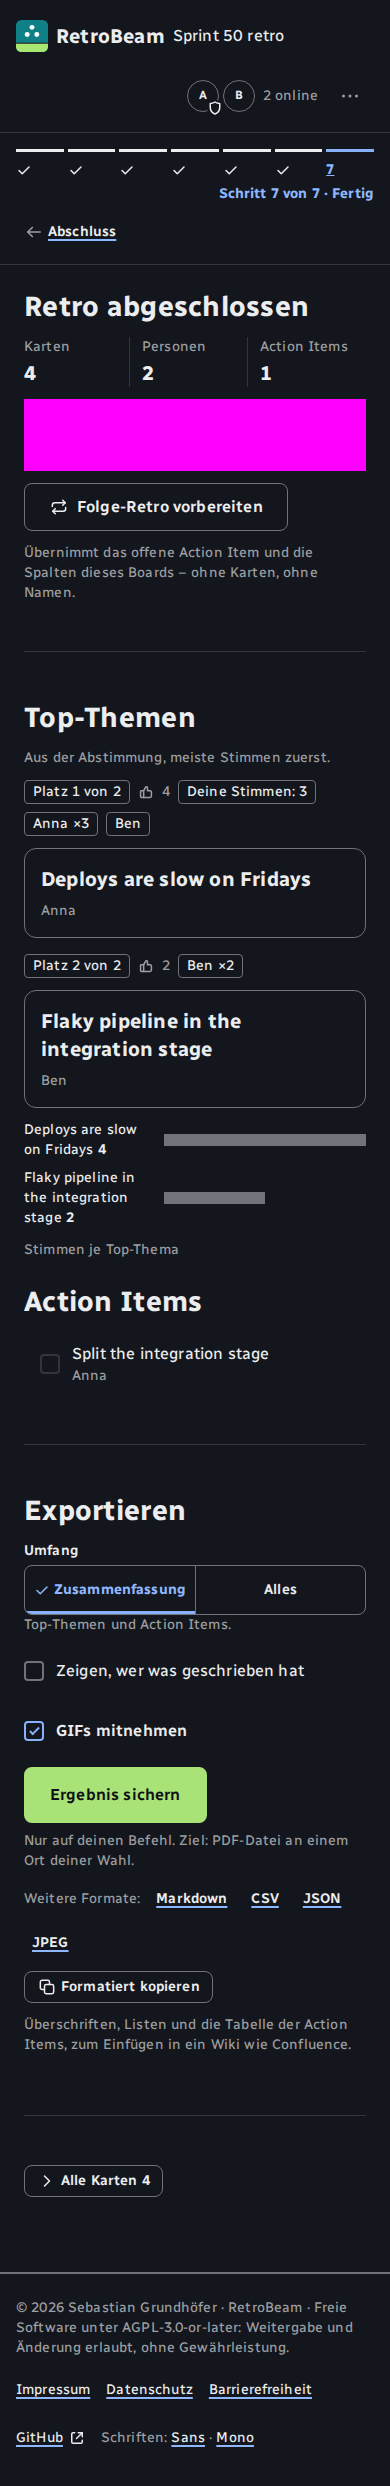 RetroBeam Sprint 50 retro
A B 2 online
7
Schritt 7 von 7 · Fertig
Abschluss
Retro abgeschlossen
Karten Personen Action Items
4 2 1
Folge-Retro vorbereiten
Übernimmt das offene Action Item und die
Spalten dieses Boards – ohne Karten, ohne
Namen.
Top-Themen
Aus der Abstimmung, meiste Stimmen zuerst.
Platz 1 von 2 4 Deine Stimmen: 3
Anna ×3 Ben
Deploys are slow on Fridays
Anna
Platz 2 von 2 2 Ben ×2
Flaky pipeline in the
integration stage
Ben
Deploys are slow
on Fridays 4
Flaky pipeline in
the integration
stage 2
Stimmen je Top-Thema
Action Items
Split the integration stage
Anna
Exportieren
Umfang
Zusammenfassung Alles
Top-Themen und Action Items.
Zeigen, wer was geschrieben hat
GIFs mitnehmen
Ergebnis sichern
Nur auf deinen Befehl. Ziel: PDF-Datei an einem
Ort deiner Wahl.
Weitere Formate: Markdown CSV JSON
JPEG
Formatiert kopieren
Überschriften, Listen und die Tabelle der Action
Items, zum Einfügen in ein Wiki wie Confluence.
Alle Karten 4
© 2026 Sebastian Grundhöfer · RetroBeam · Freie
Software unter AGPL-3.0-or-later: Weitergabe und
Änderung erlaubt, ohne Gewährleistung.
Impressum Datenschutz Barrierefreiheit
GitHub Schriften: Sans · Mono